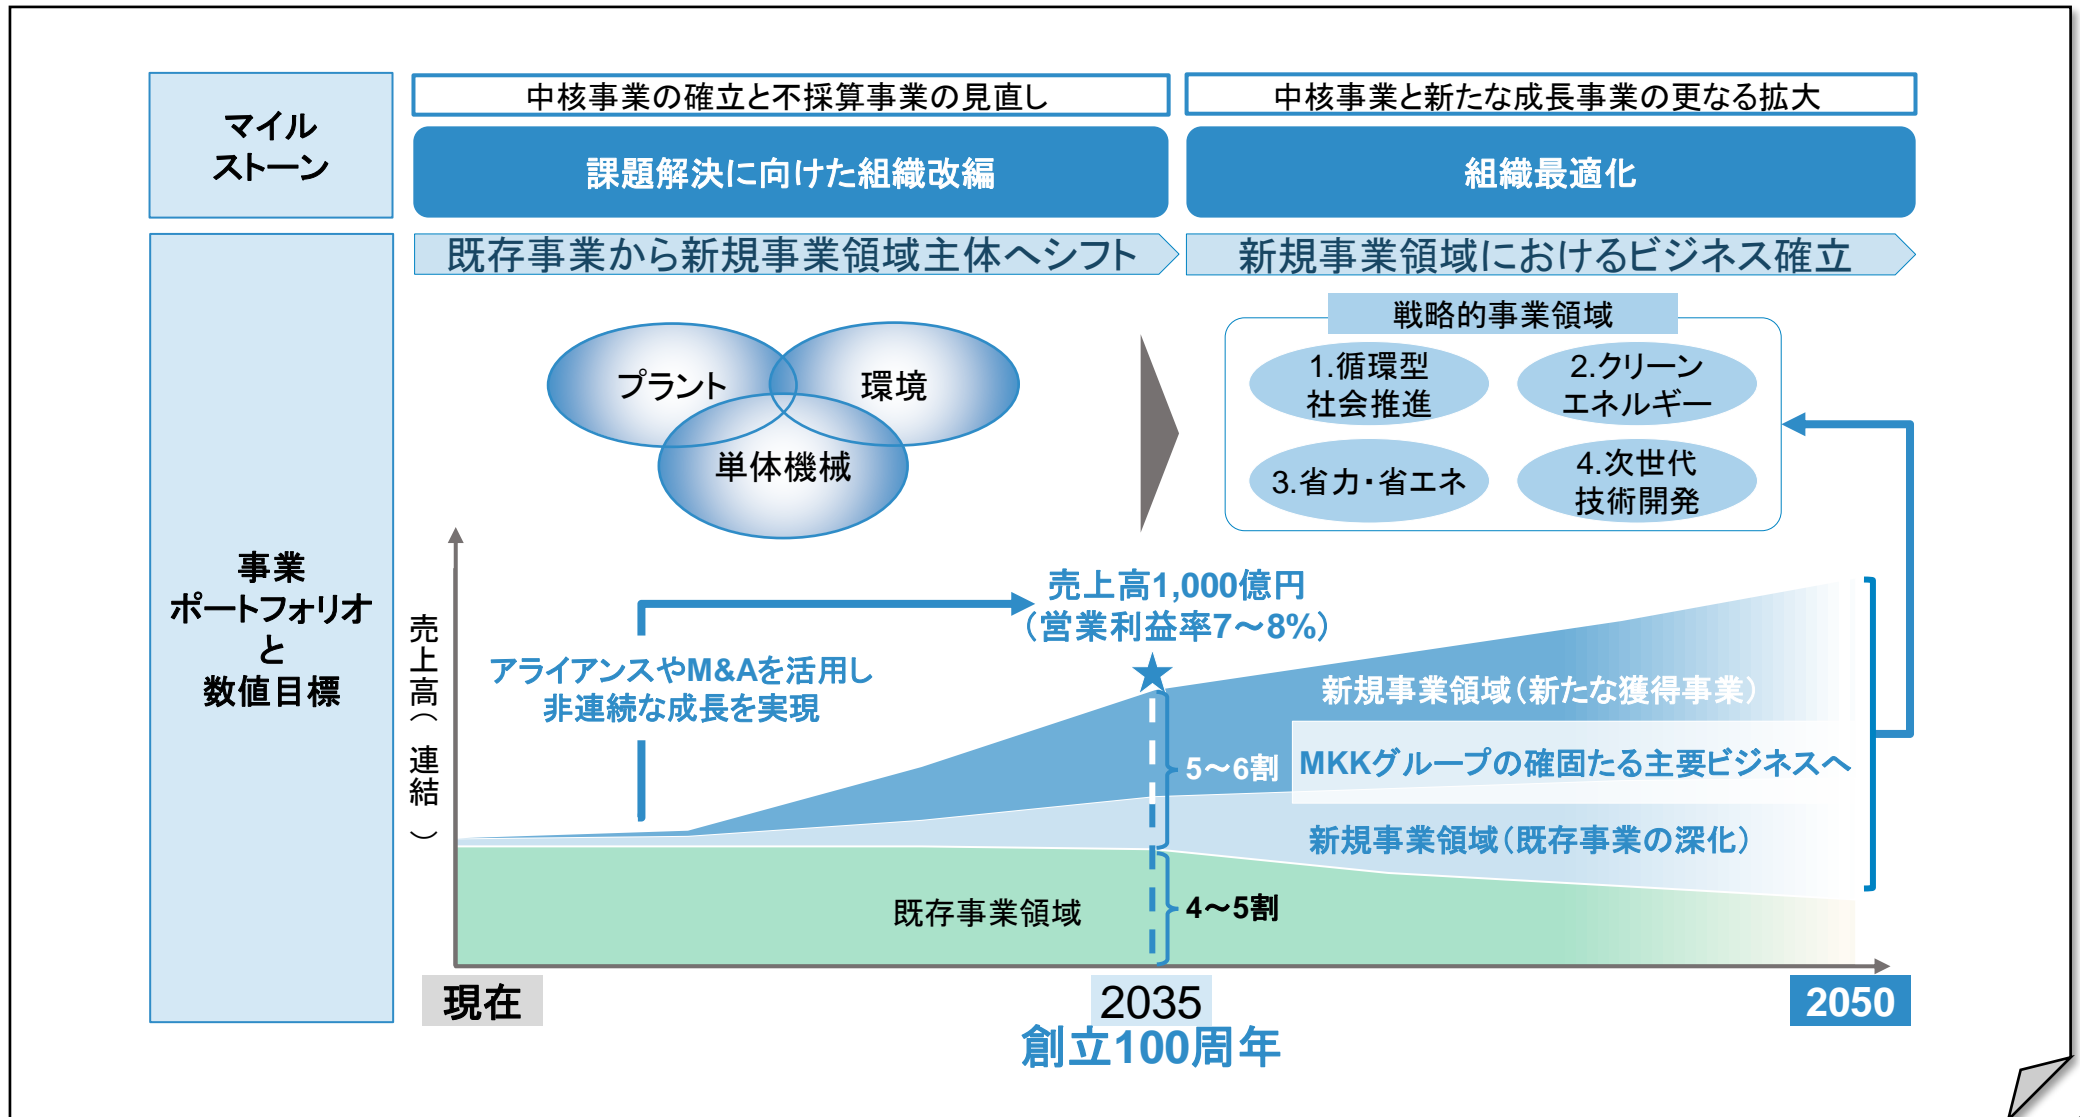 マイル
ストーン
中核事業の確立と不採算事業の見直し
中核事業と新たな成長事業の更なる拡大
課題解決に向けた組織改編
組織最適化
事業
ポートフォリオ
と
数値目標
既存事業から新規事業領域主体へシフト
新規事業領域におけるビジネス確立
プラント
環境
単体機械
戦略的事業領域
1.循環型
社会推進
2.クリーン
エネルギー
3.省力・省エネ
4.次世代
技術開発
売上高(連結)
アライアンスやM&Aを活用し
非連続な成長を実現
売上高1,000億円
(営業利益率7~8%)
新規事業領域(新たな獲得事業)
5~6割
MKKグループの確固たる主要ビジネスへ
新規事業領域(既存事業の深化)
既存事業領域
4~5割
現在
2035
創立100周年
2050